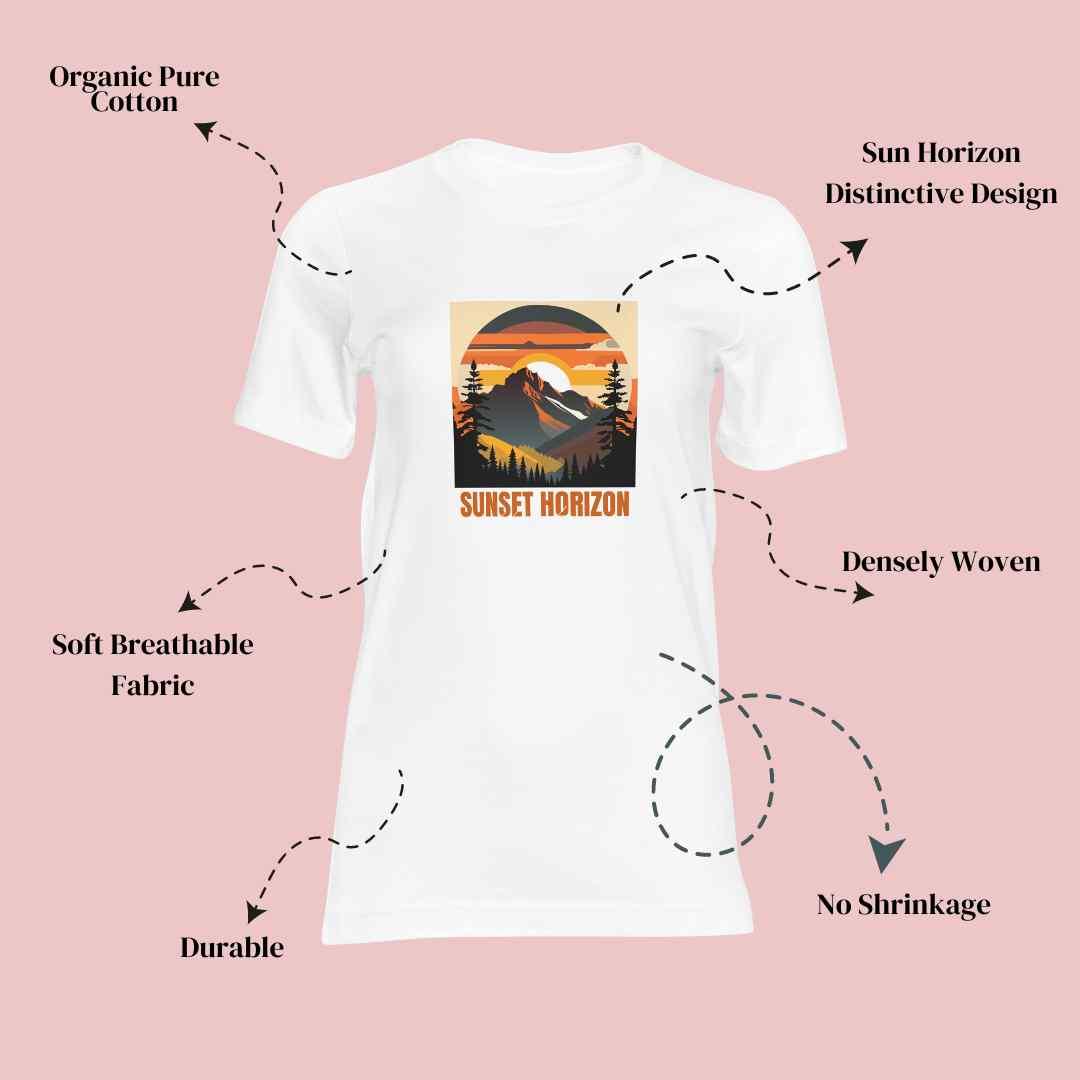 Organic Pure
Cotton
Sun Horizon
Distinctive Design
SUNSET HORIZON
Densely Woven
Soft Breathable
Fabric
No Shrinkage
Durable